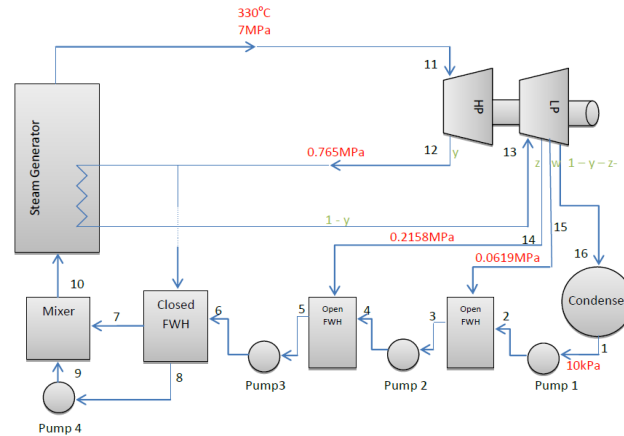 330°C
7MPa
11
HP
LP
12
y
13
z
w
1 – y – z-
0.765MPa
Steam Generator
1 - y
15
0.2158MPa
14
0.0619MPa
16
10
Condense
Mixer
7
Closed
FWH
6
5
Open
FWH
4
3
Open
FWH
2
1
9
8
10kPa
Pump 1
Pump 2
Pump3
Pump 4